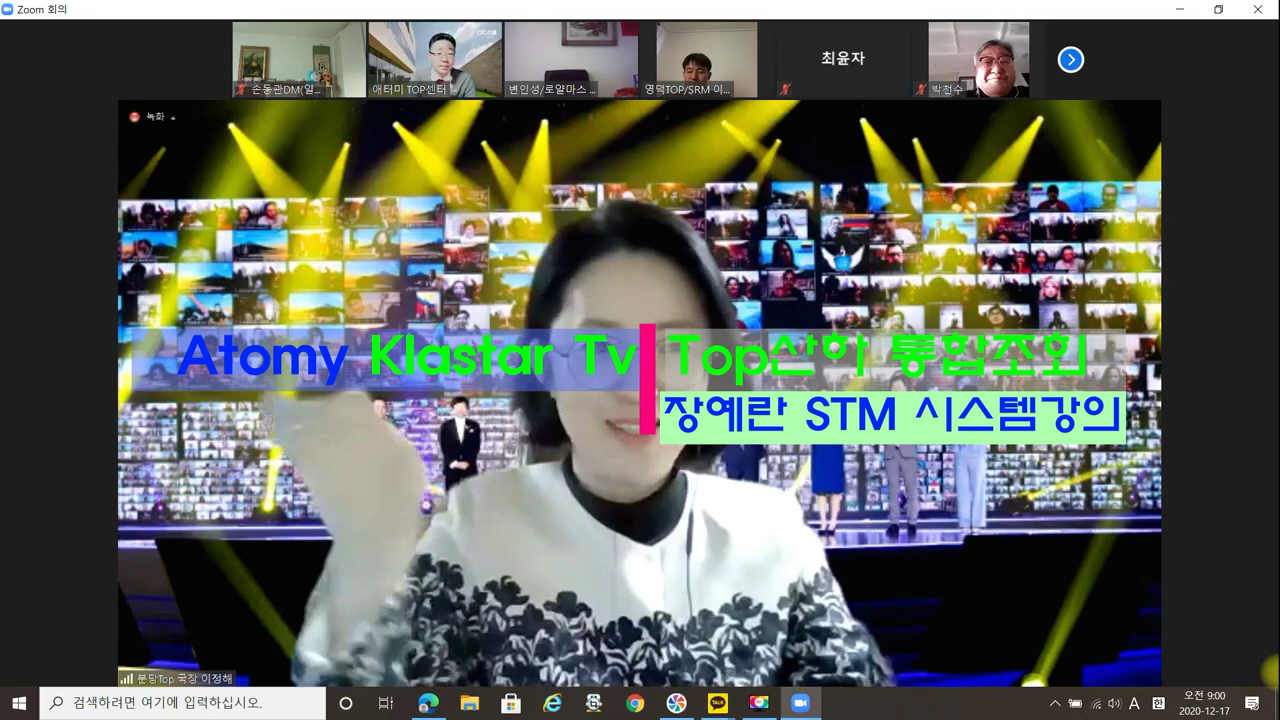 Zoom 회의
손동관DM(일...
애터미 TOP센터
변인성/로얄마스 ...
영덕TOP/SRM 이...
최윤자
박천수
atomy
녹화
Atomy Klastar Tv
Top산하 통합조회
장예란 STM 시스템강의
분당Top 국장 이정해
검색하려면 여기에 입력하십시오.
TALK
A
한
오전 9:00
2020-12-17